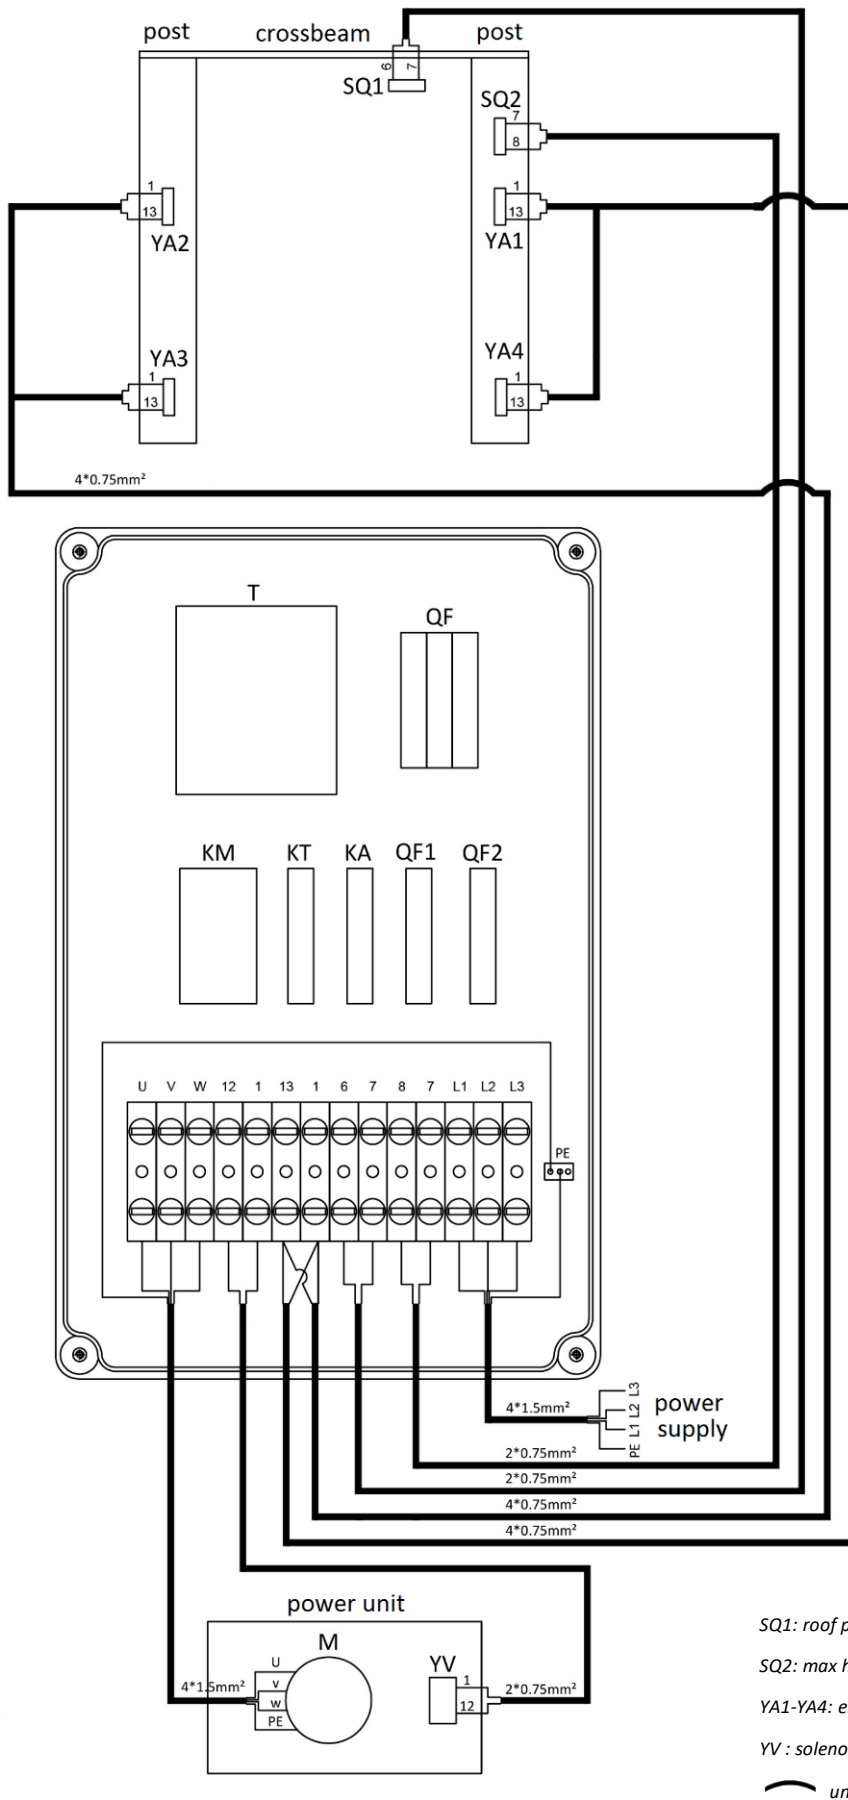 post crossbeam post
6 7
SQ1
SQ2
7
8
1
13
YA2
1
13
YA1
YA3
1
13
YA4
1
13
4*0.75mm²
T
QF
KM KT KA QF1 QF2
U V W 12 1 13 1 6 7 8 7 L1 L2 L3
PE
4*1.5mm²
L3
L2
L1
PE
power
supply
2*0.75mm²
2*0.75mm²
4*0.75mm²
4*0.75mm²
power unit
M
U
V
W
PE
4*1.5mm²
YV
1
12
2*0.75mm²
SQ1: roof p
SQ2: max h
YA1-YA4: e
YV : soleno
un